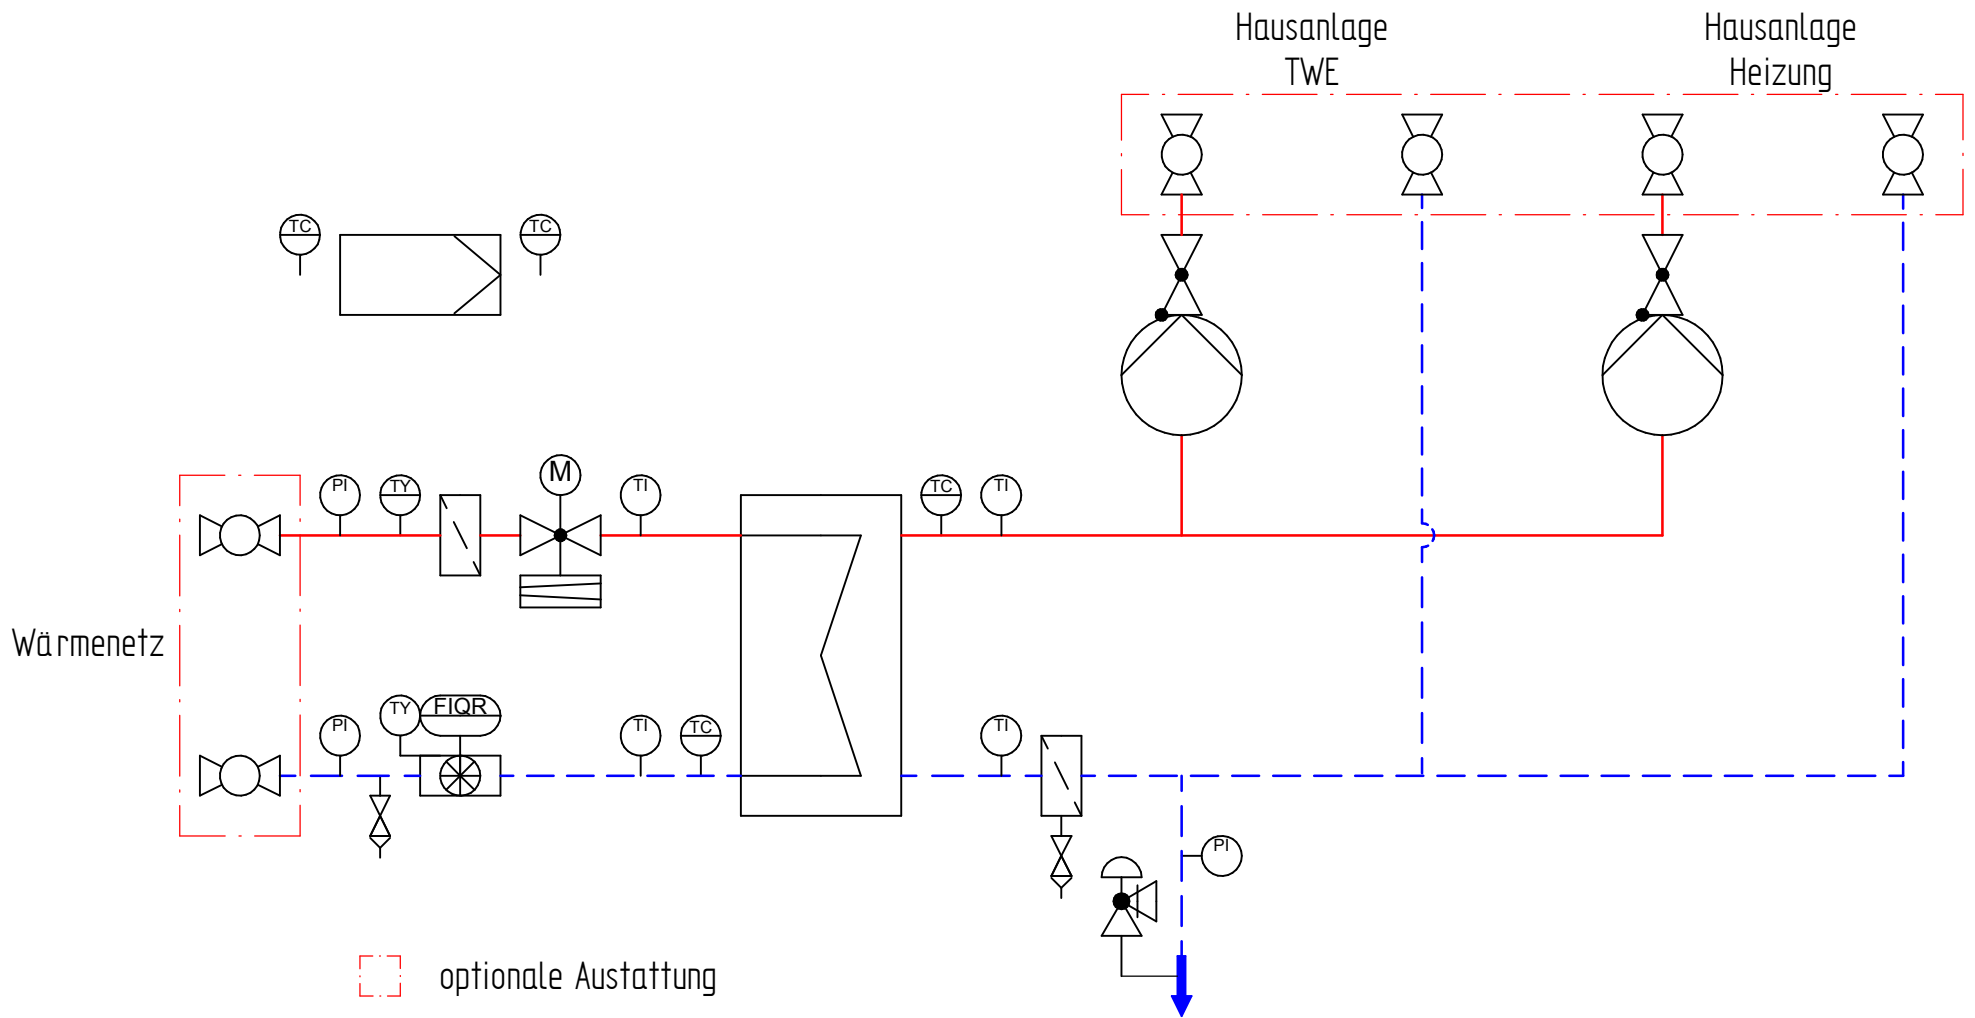 Hausanlage
TWE
Hausanlage
Heizung
TC
TC
PI
TY
M
TI
TC
TI
Wärmenetz
PI
TY
FIQR
TI
TC
TI
PI
optionale Austattung